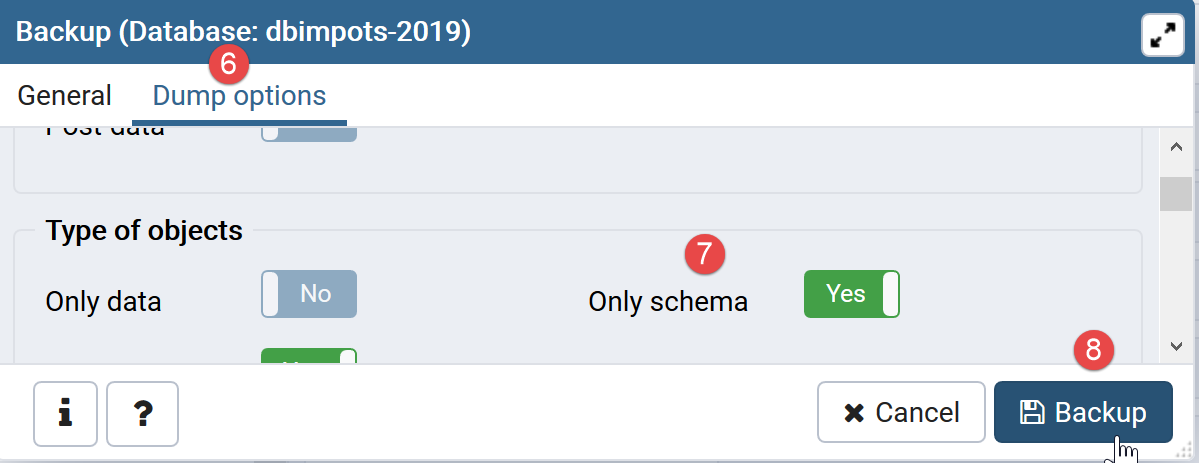 Backup (Database: dbimpots-2019)
6
General Dump options
Post data
Type of objects
7
Only data No Only schema Yes
8
i ? Cancel Backup